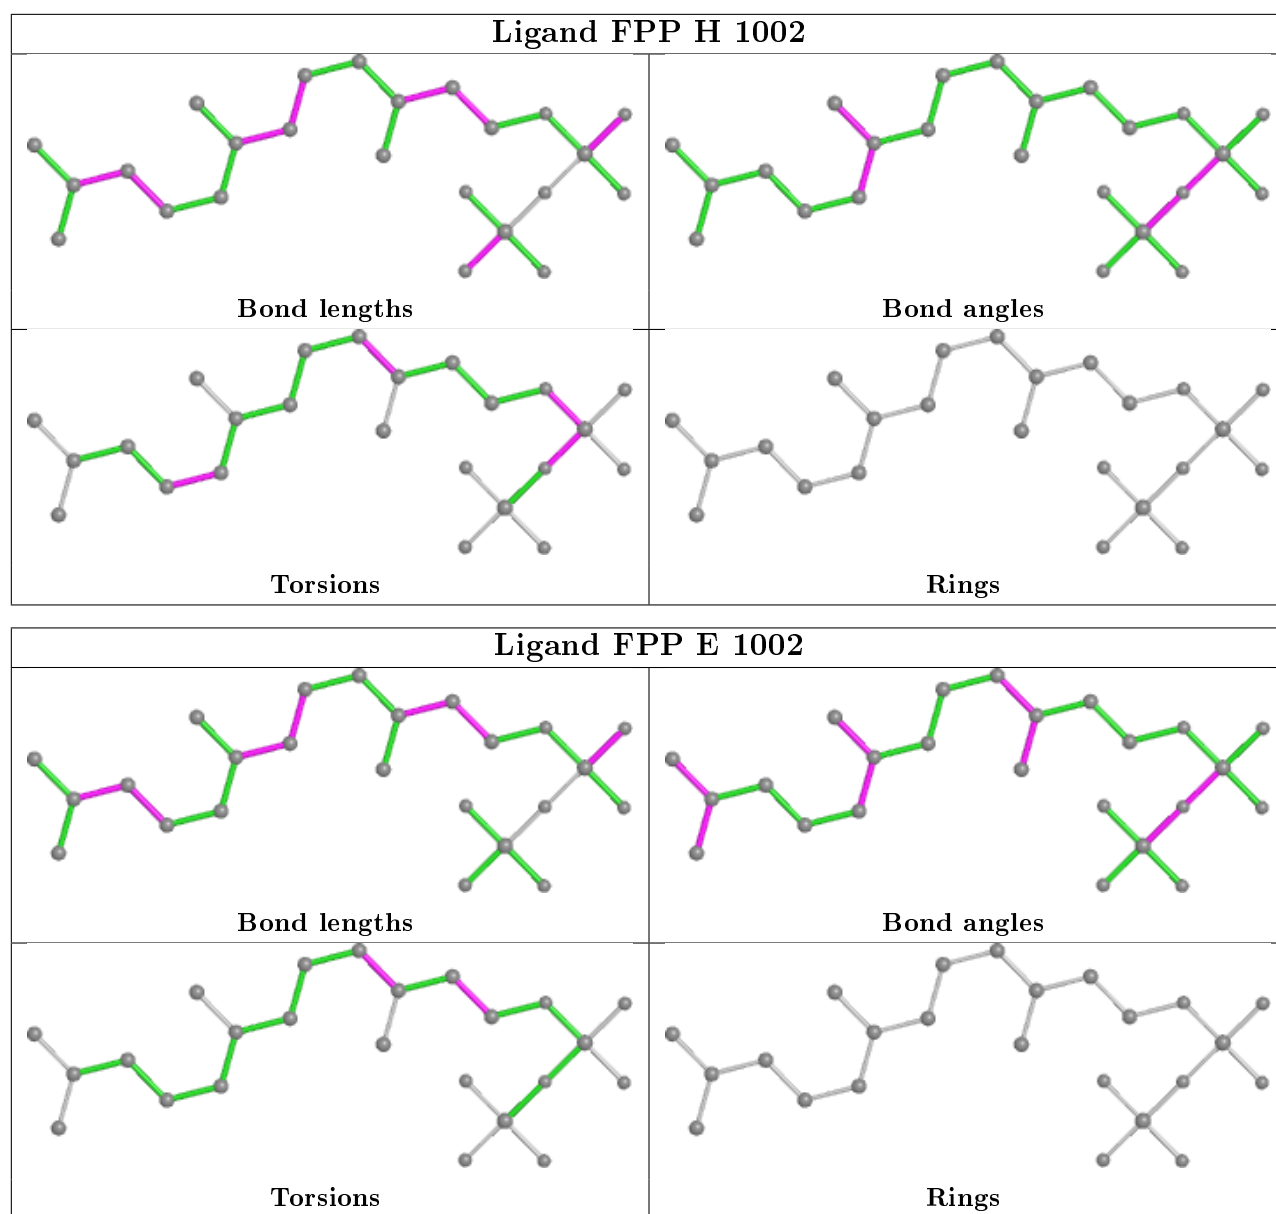 Ligand FPP H 1002
Bond lengths
Bond angles
Torsions
Rings
Ligand FPP E 1002
Bond lengths
Bond angles
Torsions
Rings